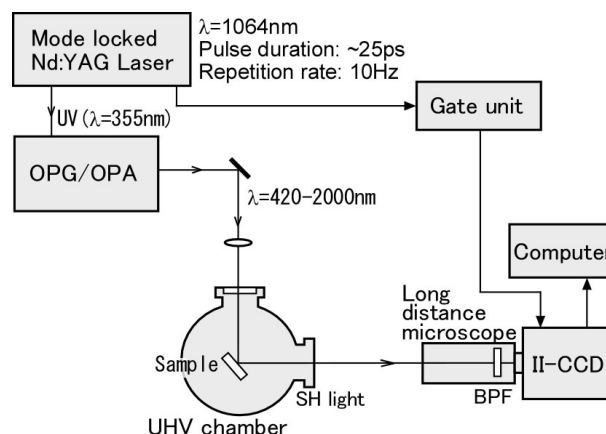 Mode locked
Nd:YAG Laser
λ=1064nm
Pulse duration: ~25ps
Repetition rate: 10Hz
Gate unit
UV(λ=355nm)
OPG/OPA
λ=420-2000nm
Computer
Long
distance
microscope
Sample
II-CCD
SH light
BPF
UHV chamber